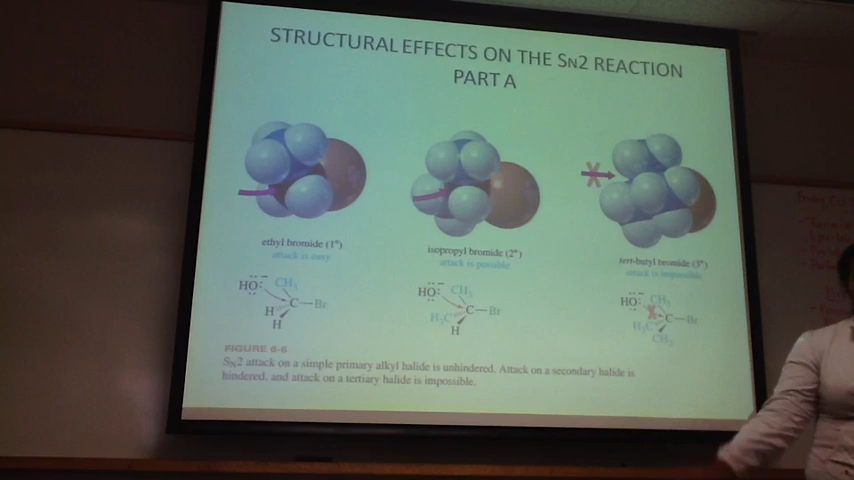 STRUCTURAL EFFECTS ON THE SN2 REACTION
PART A
ethyl bromide (1°)
attack is easy
isopropyl bromide (2°)
attack is possible
tert-butyl bromide (3°)
attack is impossible
HO:⁻ CH₃
C—Br
H
H
HO:⁻ CH₃
C—Br
H₃C
H
HO:⁻ CH₃
C—Br
H₃C
CH₃
FIGURE 6-6
SN2 attack on a simple primary alkyl halide is unhindered. Attack on a secondary halide is
hindered, and attack on a tertiary halide is impossible.